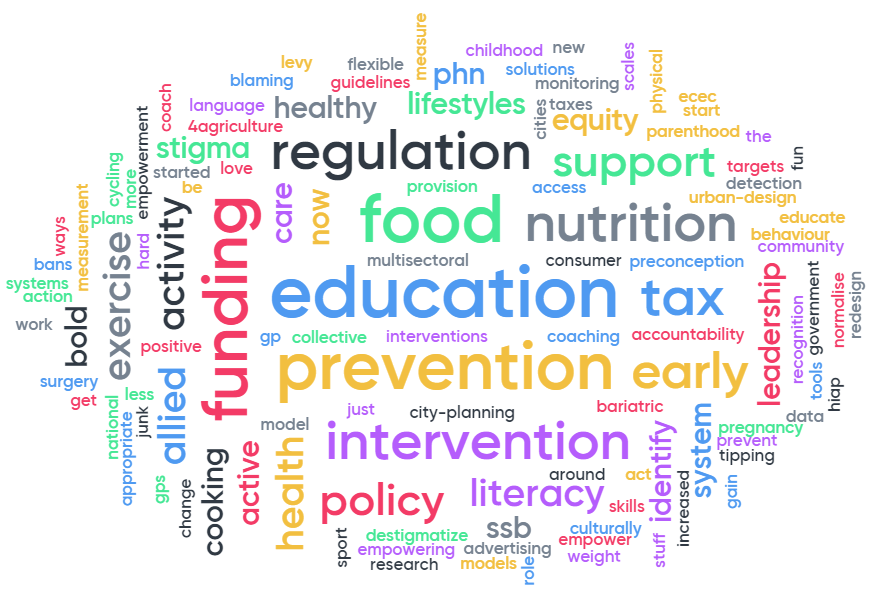 measure
childhood
new
levy
flexible
phn
solutions
scales
physical
blaming
guidelines
monitoring
ecec
coach
language
healthy
lifestyles
cities
taxes
start
4agriculture
equity
parenthood
the
empowerment
stigma
regulation
support
targets
fun
cycling
more
started
love
be
provision
access
detection
urban-design
measurement
plans
activity
funding
care
now
food
nutrition
educate
behaviour
ways
hard
multisectoral
consumer
preconception
community
bans
systems
action
exercise
education
tax
leadership
recognition
government
normalise
redesign
work
bold
positive
gp
collective
interventions
coaching
accountability
prevention
early
tools
hiap
surgery
get
less
allied
national
junk
appropriate
just
city-planning
bariatric
data
model
intervention
identify
system
pregnancy
prevent
tipping
gps
change
cooking
active
health
policy
literacy
around
act
skills
increased
gain
sport
destigmatize
ssb
culturally
empowering
advertising
empower
research
models
role
weight
stuff